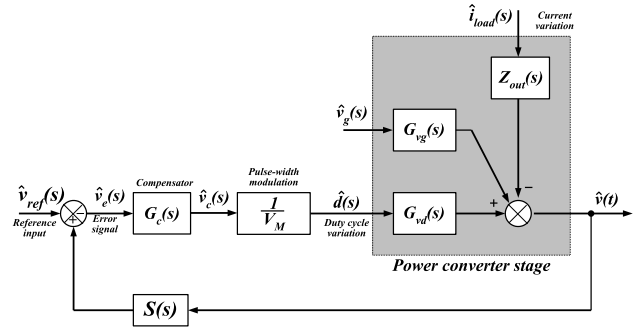 î_load(s)
Current
variation
Z_out(s)
v̂_g(s)
G_vg(s)
−
v̂_ref(s)
Reference
input
+
−
v̂_e(s)
Error
signal
Compensator
G_c(s)
v̂_c(s)
Pulse-width
modulation
1
V_M
d̂(s)
Duty cycle
variation
G_vd(s)
+
v̂(t)
Power converter stage
S(s)